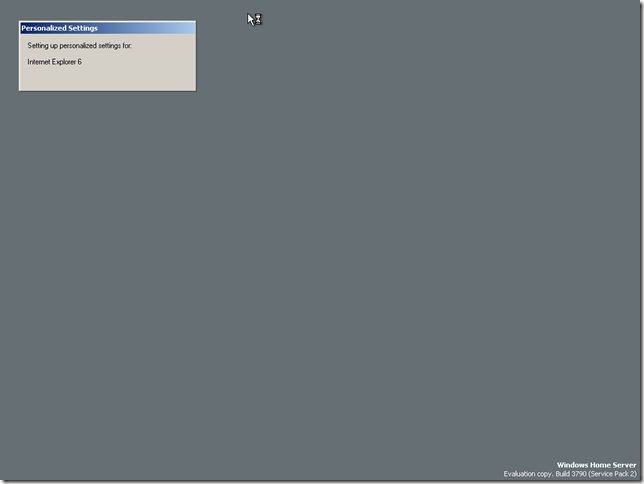 Personalized Settings
Setting up personalized settings for:
Internet Explorer 6
Windows Home Server
Evaluation copy. Build 3790 (Service Pack 2)